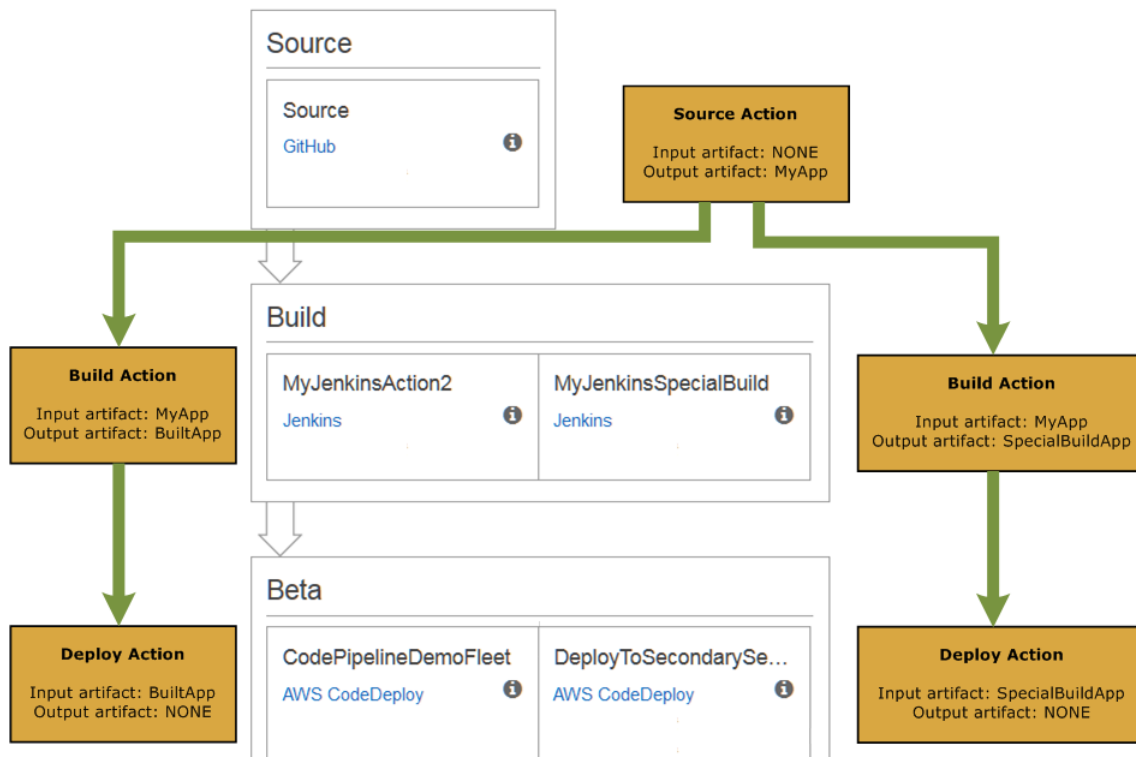 Source
Source
GitHub
Source Action
Input artifact: NONE
Output artifact: MyApp
Build
MyJenkinsAction2
Jenkins
MyJenkinsSpecialBuild
Jenkins
Build Action
Input artifact: MyApp
Output artifact: BuiltApp
Build Action
Input artifact: MyApp
Output artifact: SpecialBuildApp
Beta
CodePipelineDemoFleet
AWS CodeDeploy
DeployToSecondarySe...
AWS CodeDeploy
Deploy Action
Input artifact: BuiltApp
Output artifact: NONE
Deploy Action
Input artifact: SpecialBuildApp
Output artifact: NONE